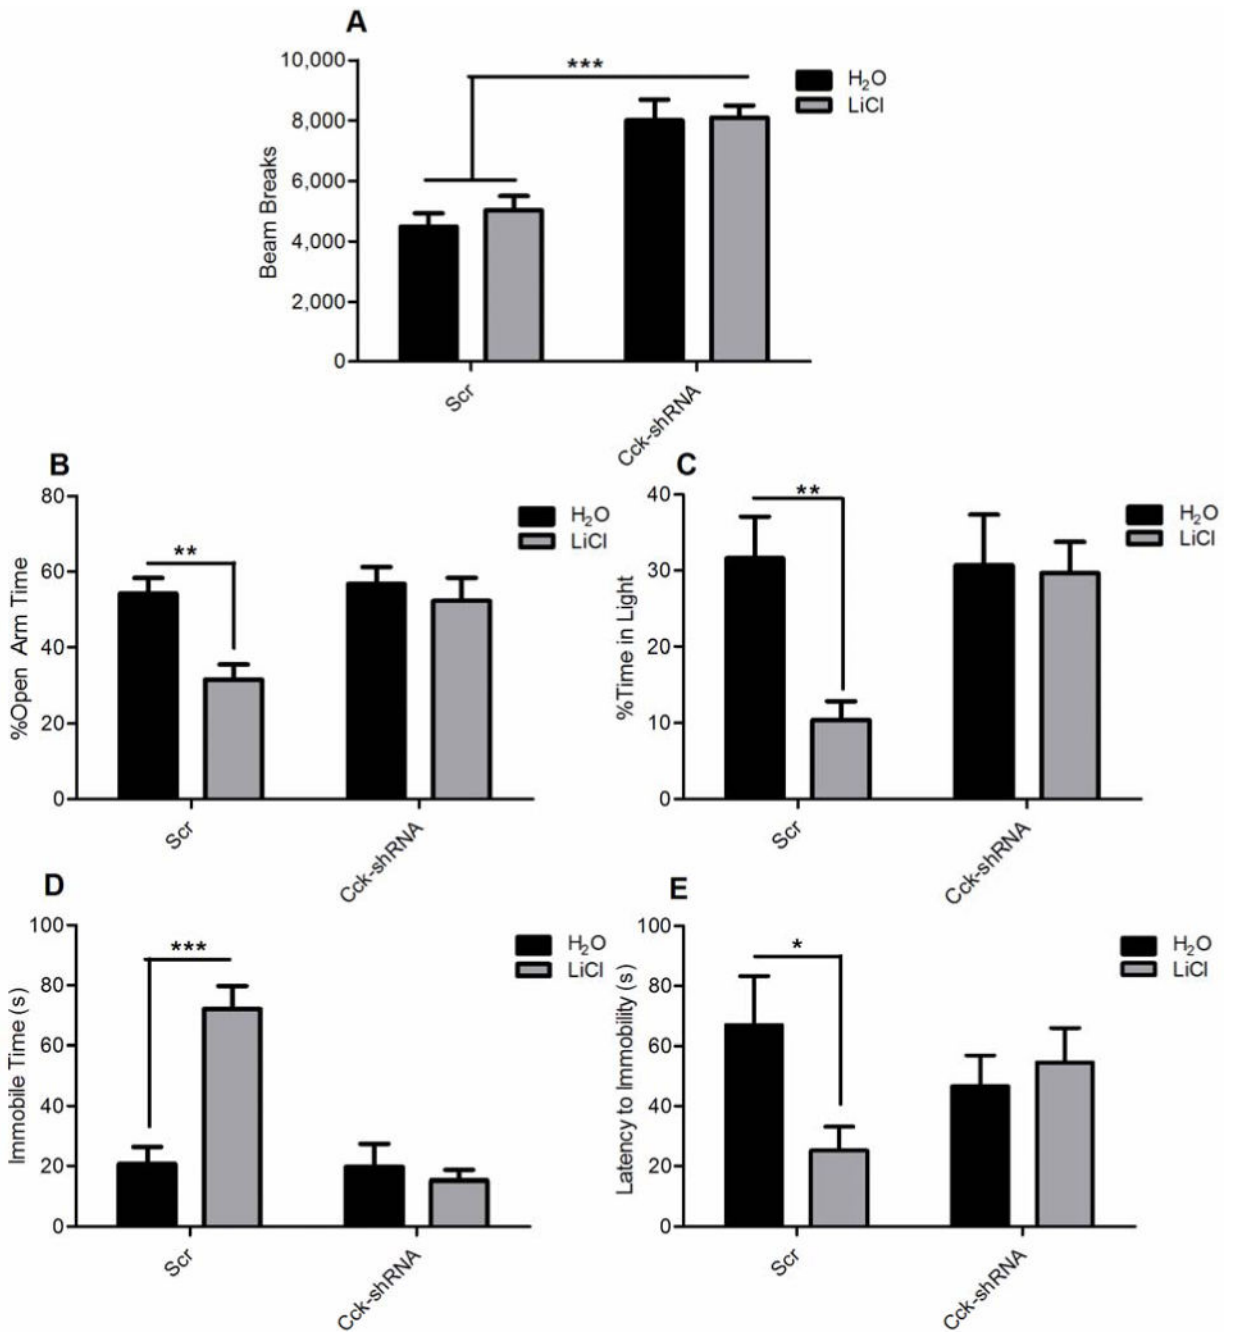 A
10,000
8,000
6,000
4,000
2,000
0
Beam Breaks
***
H₂O
LiCl
Scr
Cck-shRNA
B
80
60
40
20
0
%Open Arm Time
**
H₂O
LiCl
Scr
Cck-shRNA
C
40
30
20
10
0
%Time in Light
**
H₂O
LiCl
Scr
Cck-shRNA
D
100
80
60
40
20
0
Immobile Time (s)
***
H₂O
LiCl
Scr
Cck-shRNA
E
100
80
60
40
20
0
Latency to Immobility (s)
*
H₂O
LiCl
Scr
Cck-shRNA